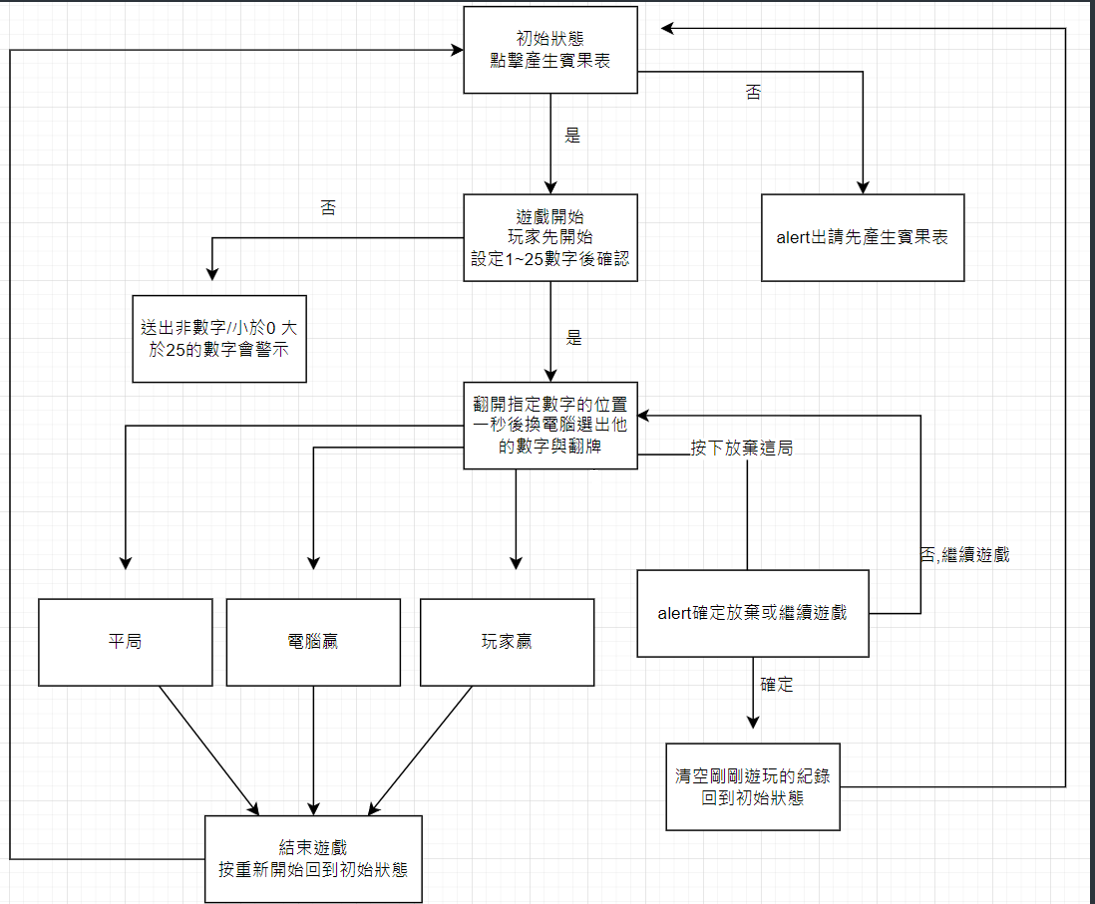 初始狀態
點擊產生賓果表
否
是
否
遊戲開始
玩家先開始
設定1~25數字後確認
alert出請先產生賓果表
送出非數字/小於0 大
於25的數字會警示
是
翻開指定數字的位置
一秒後換電腦選出他
的數字與翻牌
按下放棄這局
否,繼續遊戲
平局
電腦贏
玩家贏
alert確定放棄或繼續遊戲
確定
清空剛剛遊玩的紀錄
回到初始狀態
結束遊戲
按重新開始回到初始狀態